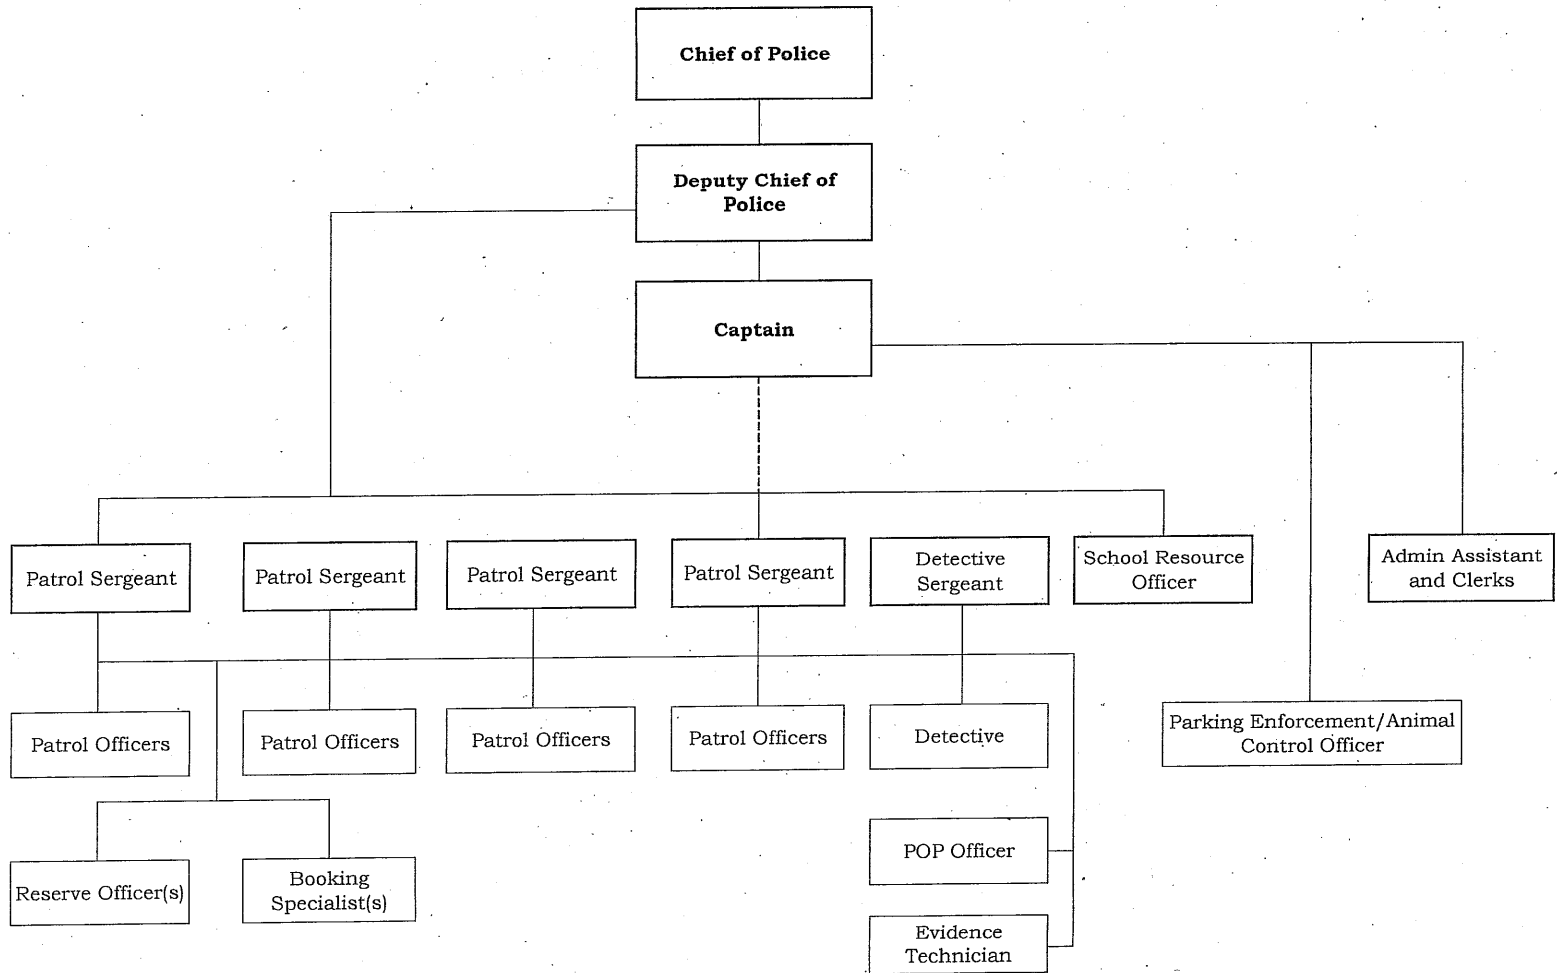 Chief of Police
Deputy Chief of
Police
Captain
Patrol Sergeant
Patrol Sergeant
Patrol Sergeant
Patrol Sergeant
Detective
Sergeant
School Resource
Officer
Admin Assistant
and Clerks
Patrol Officers
Patrol Officers
Patrol Officers
Patrol Officers
Detective
Parking Enforcement/Animal
Control Officer
POP Officer
Reserve Officer(s)
Booking
Specialist(s)
Evidence
Technician